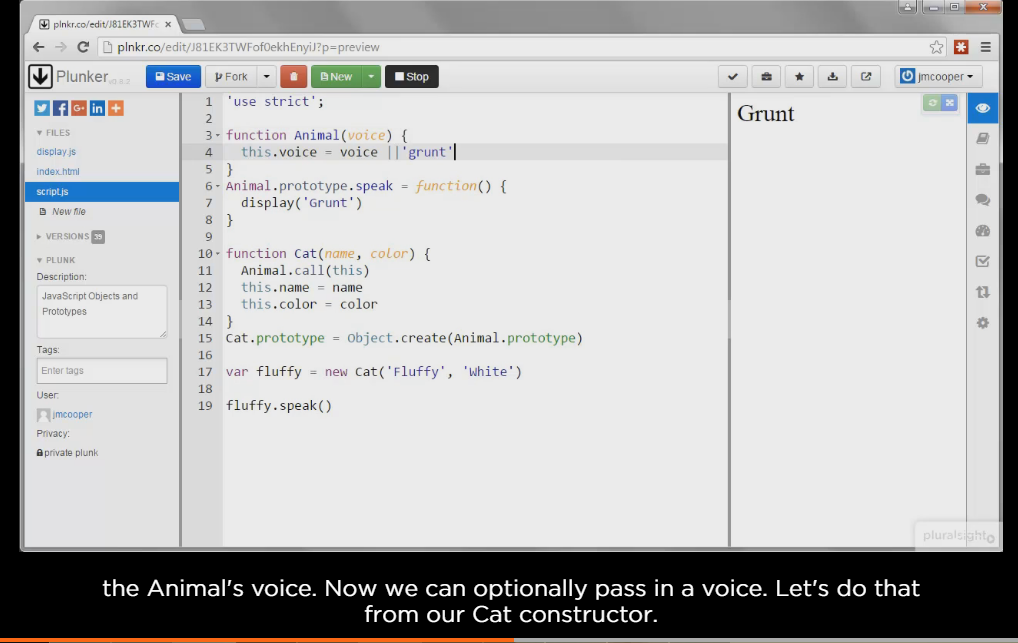 plnkr.co/edit/J81EK3TWF
plnkr.co/edit/J81EK3TWFof0ekhEnyiJ?p=preview
Plunker v0.8.2 Save Fork New Stop jmcooper
FILES
display.js
index.html
script.js
New file
VERSIONS 39
PLUNK
Description:
JavaScript Objects and
Prototypes
Tags:
Enter tags
User:
jmcooper
Privacy:
private plunk
1 'use strict';
2
3 function Animal(voice) {
4 this.voice = voice ||'grunt'
5 }
6 Animal.prototype.speak = function() {
7 display('Grunt')
8 }
9
10 function Cat(name, color) {
11 Animal.call(this)
12 this.name = name
13 this.color = color
14 }
15 Cat.prototype = Object.create(Animal.prototype)
16
17 var fluffy = new Cat('Fluffy', 'White')
18
19 fluffy.speak()
Grunt
pluralsight
the Animal's voice. Now we can optionally pass in a voice. Let's do that
from our Cat constructor.